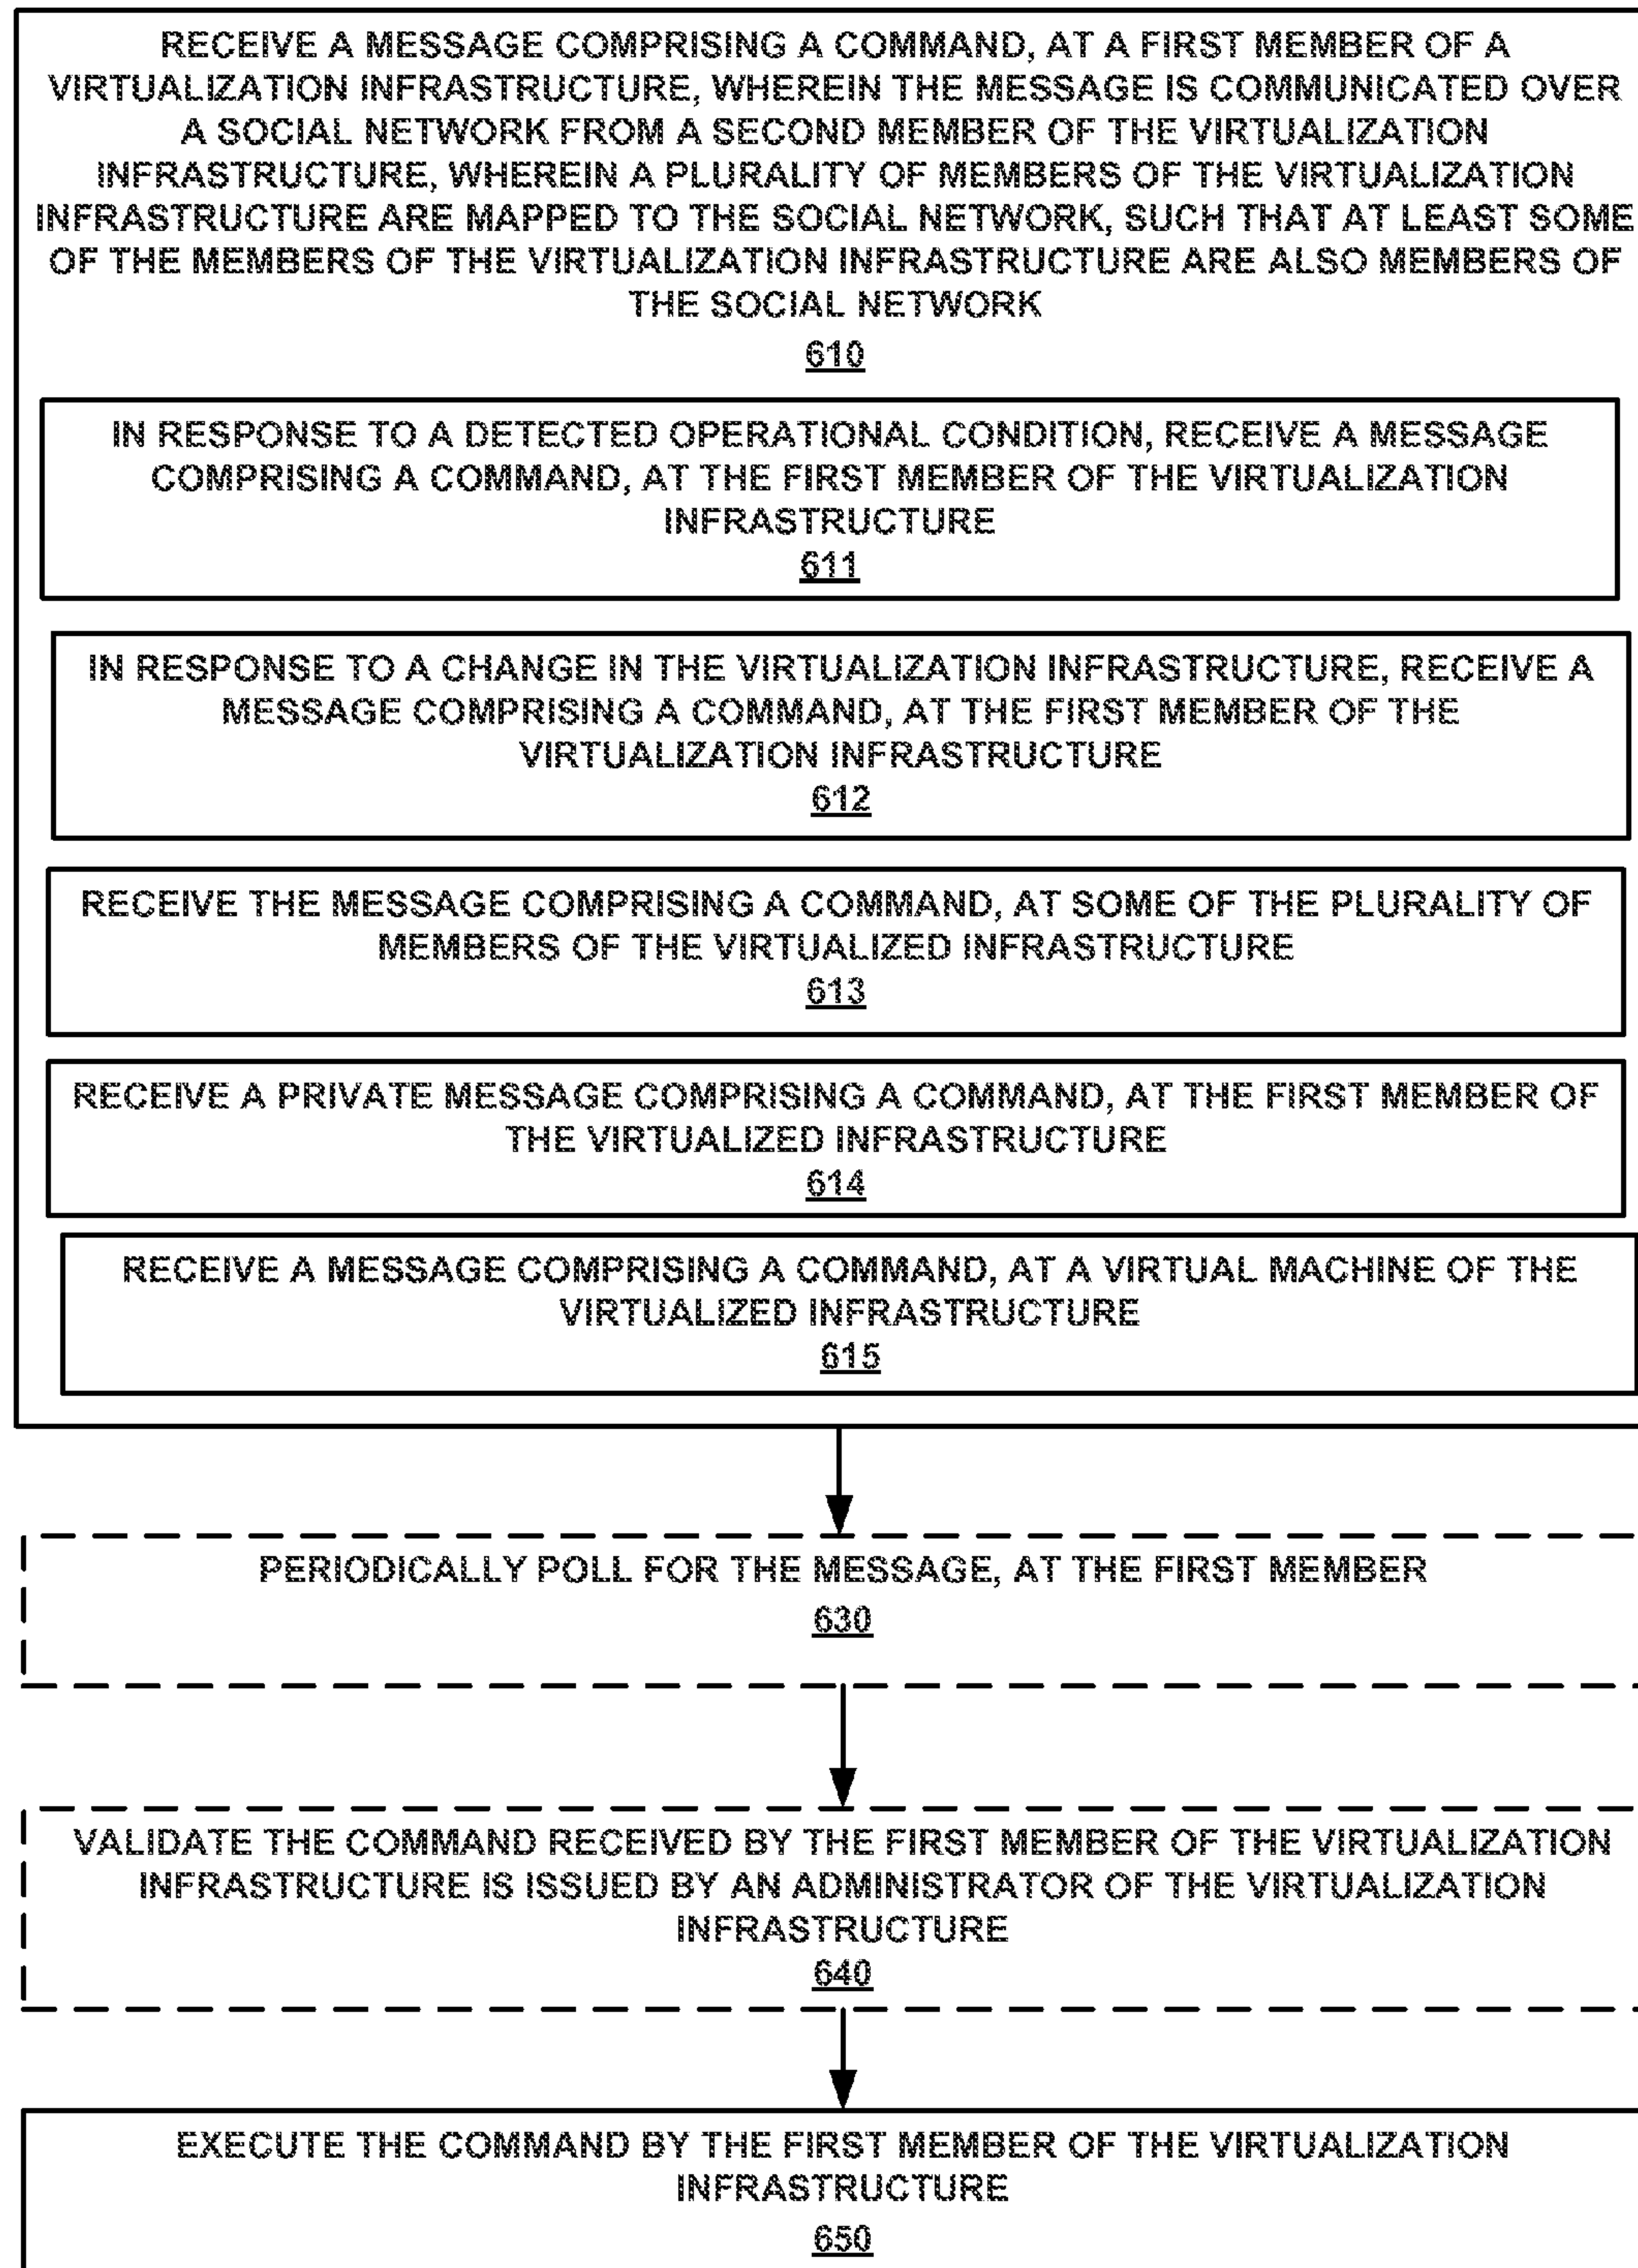 RECEIVE A MESSAGE COMPRISING A COMMAND, AT A FIRST MEMBER OF A
VIRTUALIZATION INFRASTRUCTURE, WHEREIN THE MESSAGE IS COMMUNICATED OVER
A SOCIAL NETWORK FROM A SECOND MEMBER OF THE VIRTUALIZATION
INFRASTRUCTURE, WHEREIN A PLURALITY OF MEMBERS OF THE VIRTUALIZATION
INFRASTRUCTURE ARE MAPPED TO THE SOCIAL NETWORK, SUCH THAT AT LEAST SOME
OF THE MEMBERS OF THE VIRTUALIZATION INFRASTRUCTURE ARE ALSO MEMBERS OF
THE SOCIAL NETWORK
610
IN RESPONSE TO A DETECTED OPERATIONAL CONDITION, RECEIVE A MESSAGE
COMPRISING A COMMAND, AT THE FIRST MEMBER OF THE VIRTUALIZATION
INFRASTRUCTURE
611
IN RESPONSE TO A CHANGE IN THE VIRTUALIZATION INFRASTRUCTURE, RECEIVE A
MESSAGE COMPRISING A COMMAND, AT THE FIRST MEMBER OF THE
VIRTUALIZATION INFRASTRUCTURE
612
RECEIVE THE MESSAGE COMPRISING A COMMAND, AT SOME OF THE PLURALITY OF
MEMBERS OF THE VIRTUALIZED INFRASTRUCTURE
613
RECEIVE A PRIVATE MESSAGE COMPRISING A COMMAND, AT THE FIRST MEMBER OF
THE VIRTUALIZED INFRASTRUCTURE
614
RECEIVE A MESSAGE COMPRISING A COMMAND, AT A VIRTUAL MACHINE OF THE
VIRTUALIZED INFRASTRUCTURE
615
PERIODICALLY POLL FOR THE MESSAGE, AT THE FIRST MEMBER
630
VALIDATE THE COMMAND RECEIVED BY THE FIRST MEMBER OF THE VIRTUALIZATION
INFRASTRUCTURE IS ISSUED BY AN ADMINISTRATOR OF THE VIRTUALIZATION
INFRASTRUCTURE
640
EXECUTE THE COMMAND BY THE FIRST MEMBER OF THE VIRTUALIZATION
INFRASTRUCTURE
650